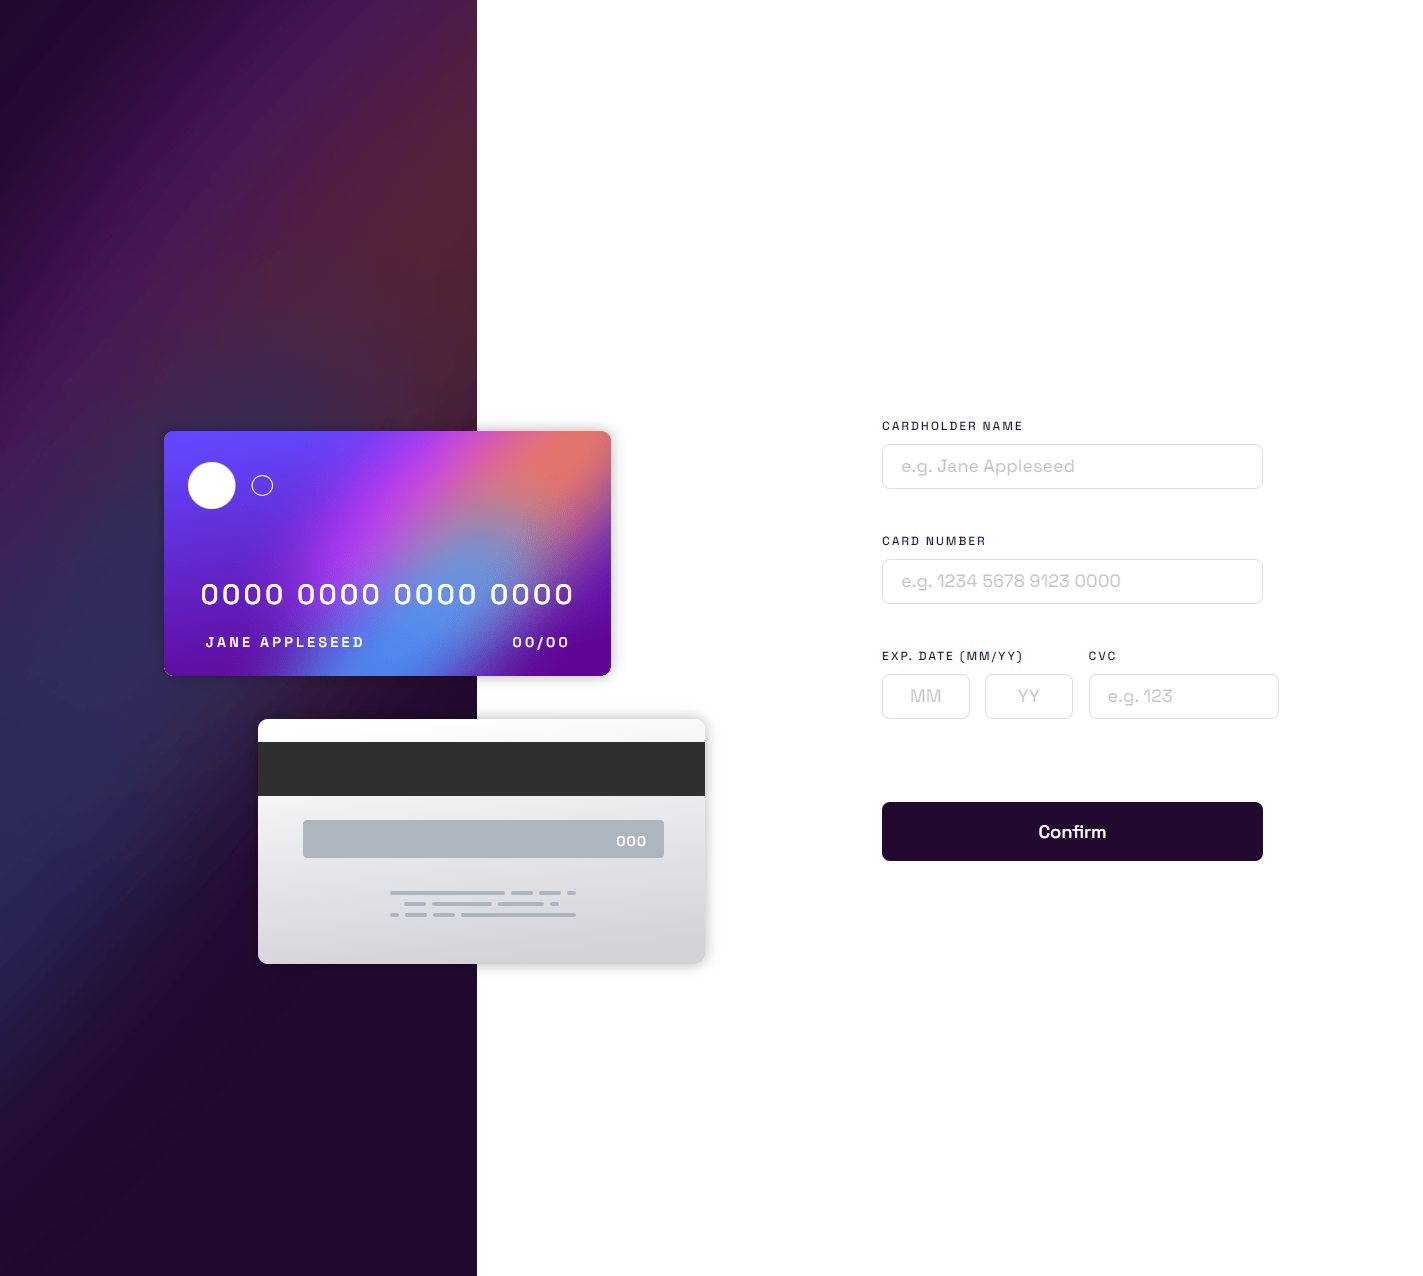 0000 0000 0000 0000
JANE APPLESEED 00/00
000
CARDHOLDER NAME
e.g. Jane Appleseed
CARD NUMBER
e.g. 1234 5678 9123 0000
EXP. DATE (MM/YY) CVC
MM YY e.g. 123
Confirm